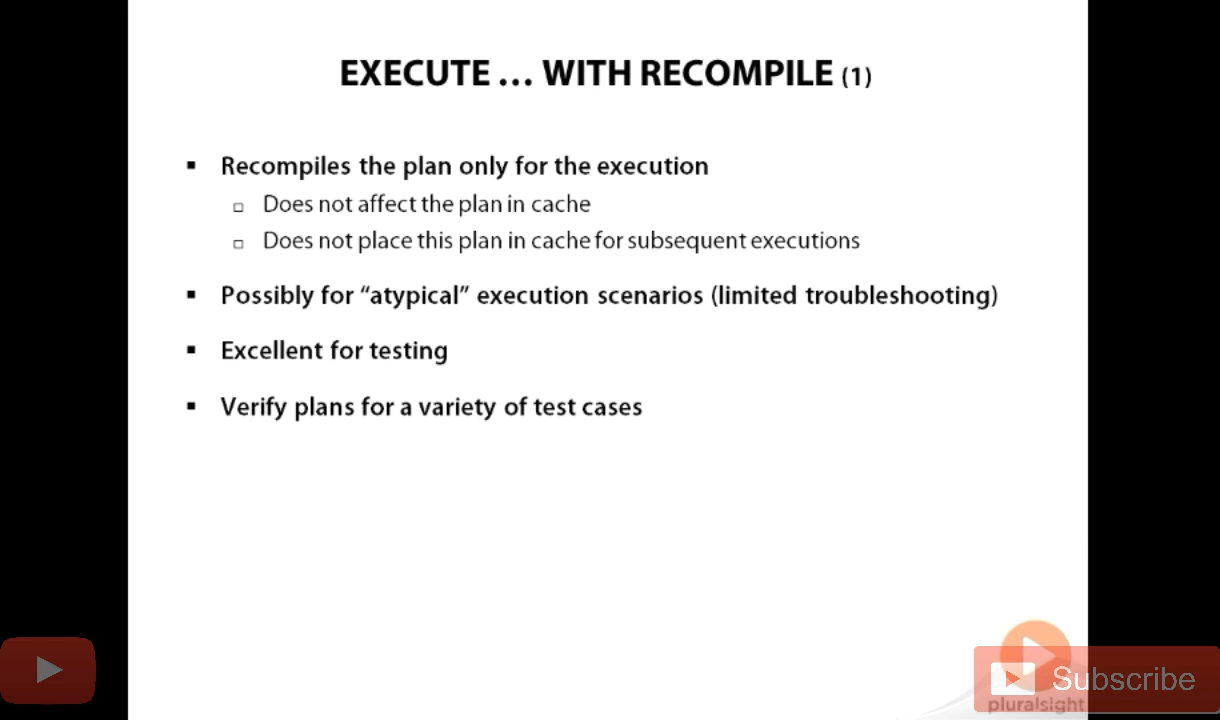 EXECUTE … WITH RECOMPILE (1)
▪ Recompiles the plan only for the execution
□ Does not affect the plan in cache
□ Does not place this plan in cache for subsequent executions
▪ Possibly for “atypical” execution scenarios (limited troubleshooting)
▪ Excellent for testing
▪ Verify plans for a variety of test cases
Subscribe
pluralsight